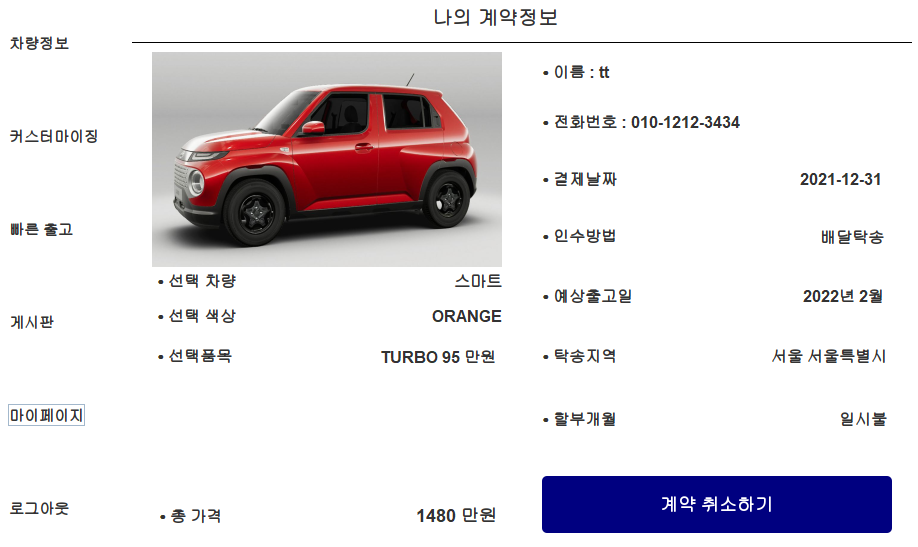 나의 계약정보
차량정보
커스터마이징
빠른 출고
게시판
마이페이지
로그아웃
• 선택 차량 스마트
• 선택 색상 ORANGE
• 선택품목 TURBO 95 만원
• 총 가격 1480 만원
• 이름 : tt
• 전화번호 : 010-1212-3434
• 결제날짜 2021-12-31
• 인수방법 배달탁송
• 예상출고일 2022년 2월
• 탁송지역 서울 서울특별시
• 할부개월 일시불
계약 취소하기